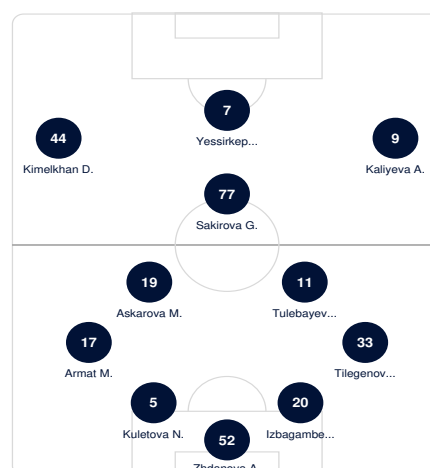 7
Yessirkep...
44
Kimelkhan D.
9
Kaliyeva A.
77
Sakirova G.
19
Askarova M.
11
Tulebayev...
17
Armat M.
33
Tilegenov...
5
Kuletova N.
20
Izbagambe...
52
Zhdanova A.